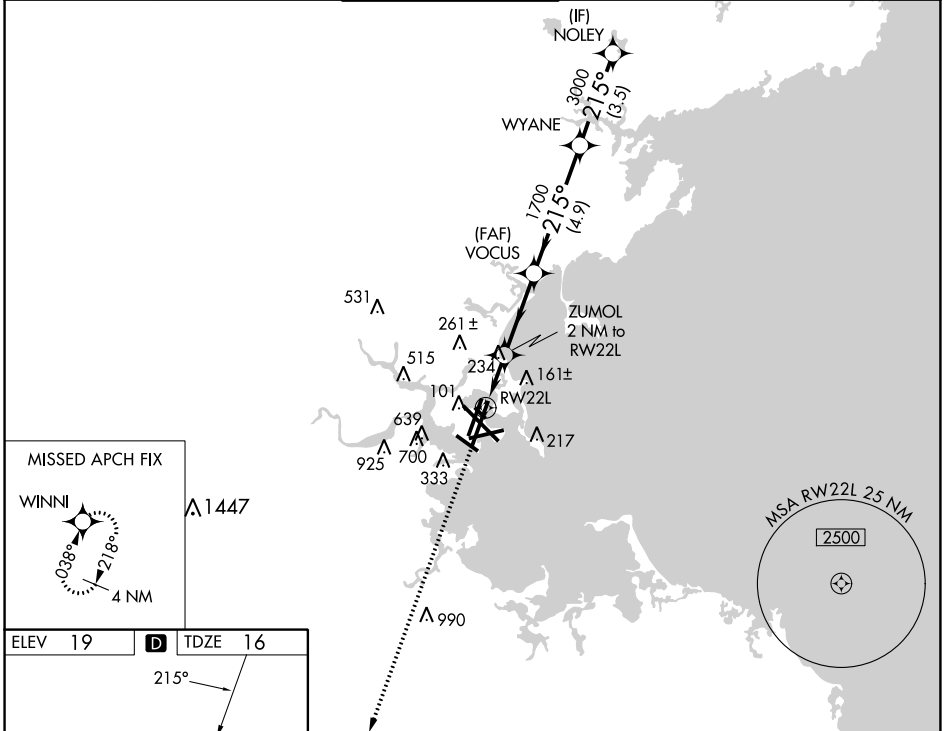 (IF)
NOLEY
3000
215°
(3.5)
WYANE
1700
215°
(4.9)
(FAF)
VOCUS
531
ZUMOL
2 NM to
RW22L
261±
234
515
161±
101
RW22L
639
700
925
333
217
MISSED APCH FIX
WINNI
038°
218°
4 NM
1447
MSA RW22L 25 NM
2500
990
ELEV 19 D TDZE 16
215°